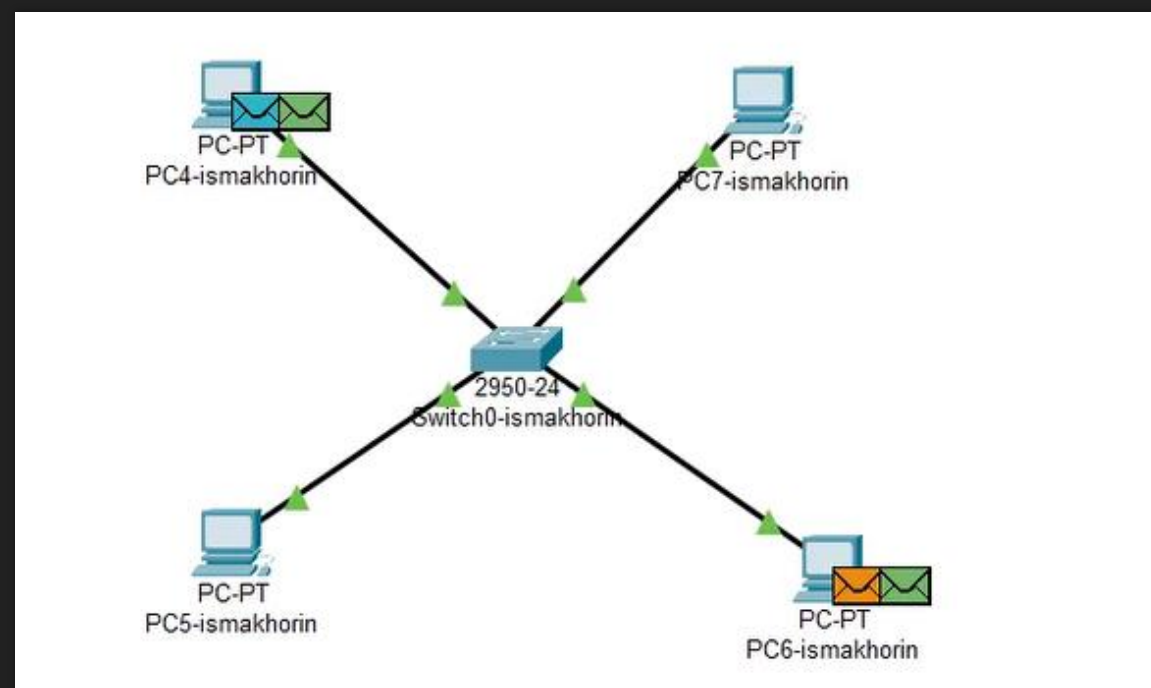 PC-PT
PC4-ismakhorin
PC-PT
PC7-ismakhorin
2950-24
Switch0-ismakhorin
PC-PT
PC5-ismakhorin
PC-PT
PC6-ismakhorin